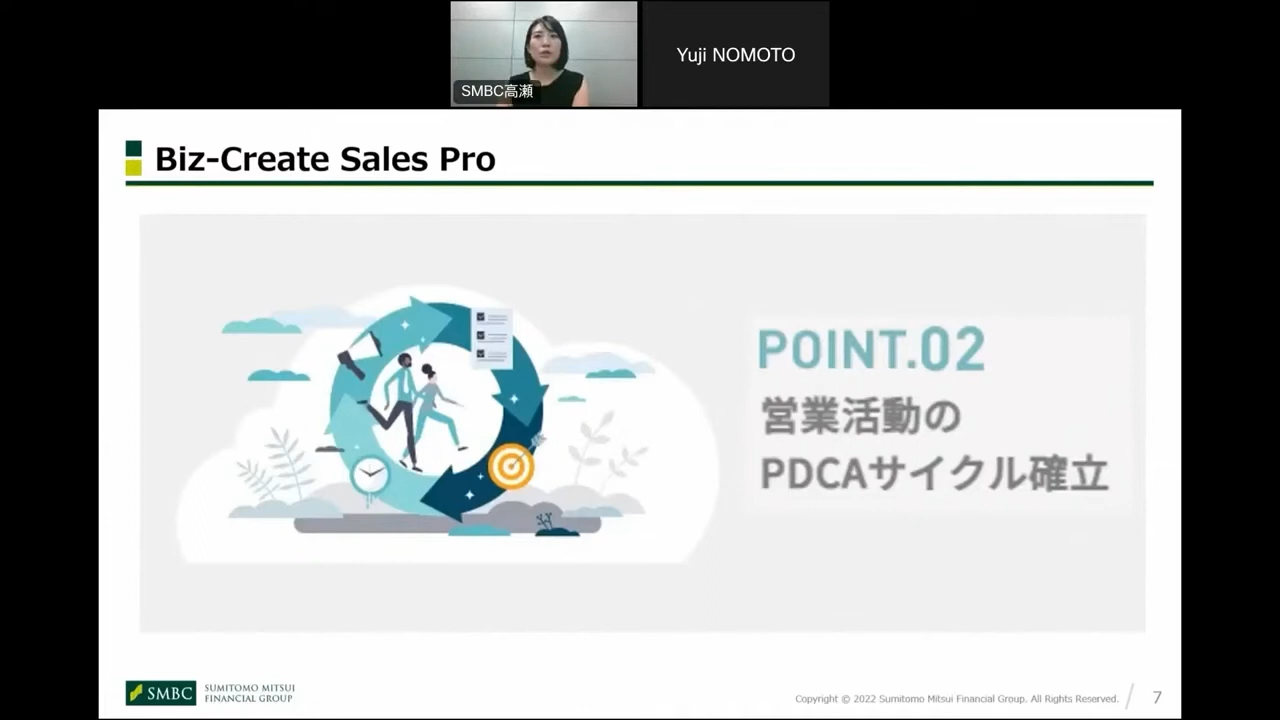 SMBC高瀬
Yuji NOMOTO
Biz-Create Sales Pro
POINT.02
営業活動の
PDCAサイクル確立
SMBC
SUMITOMO MITSUI
FINANCIAL GROUP
Copyright © 2022 Sumitomo Mitsui Financial Group. All Rights Reserved.
7